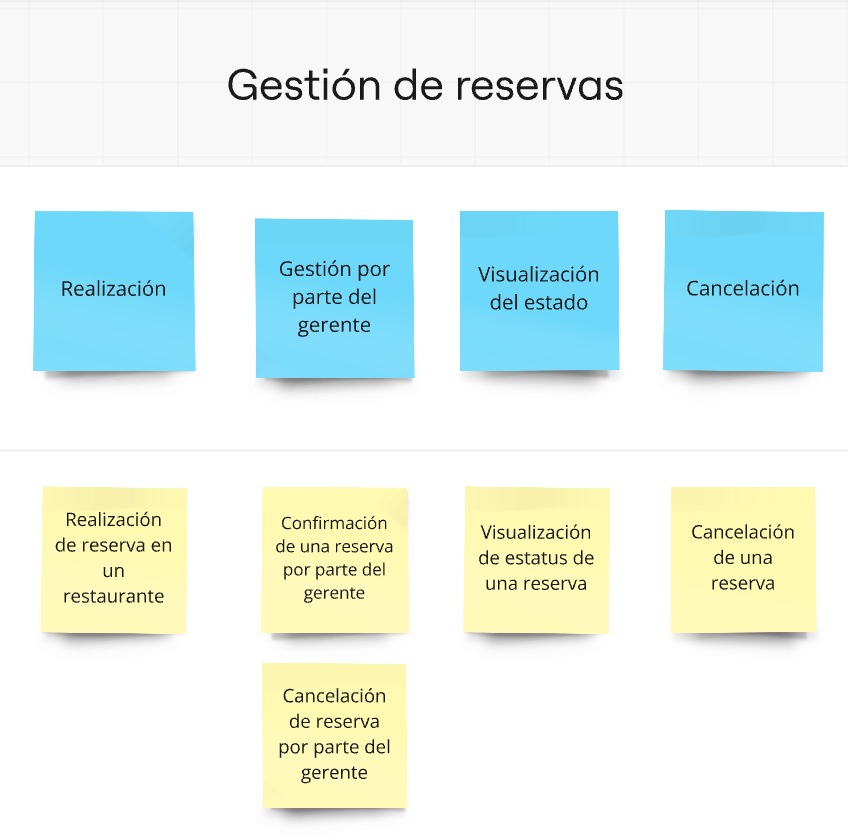 Gestión de reservas
Realización
Gestión por
parte del
gerente
Visualización
del estado
Cancelación
Realización
de reserva en
un
restaurante
Confirmación
de una reserva
por parte del
gerente
Visualización
de estatus de
una reserva
Cancelación
de una
reserva
Cancelación
de reserva
por parte del
gerente